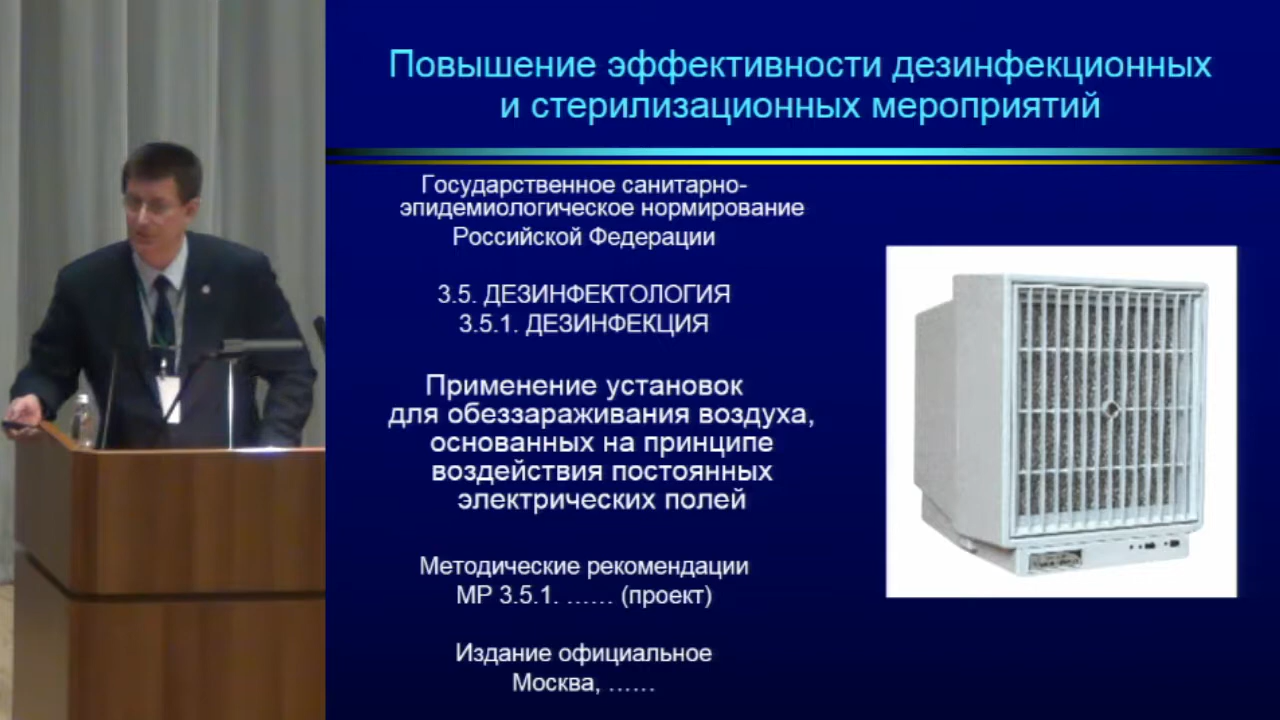 Повышение эффективности дезинфекционных
и стерилизационных мероприятий
Государственное санитарно-
эпидемиологическое нормирование
Российской Федерации
3.5. ДЕЗИНФЕКТОЛОГИЯ
3.5.1. ДЕЗИНФЕКЦИЯ
Применение установок
для обеззараживания воздуха,
основанных на принципе
воздействия постоянных
электрических полей
Методические рекомендации
МР 3.5.1. …… (проект)
Издание официальное
Москва, ……